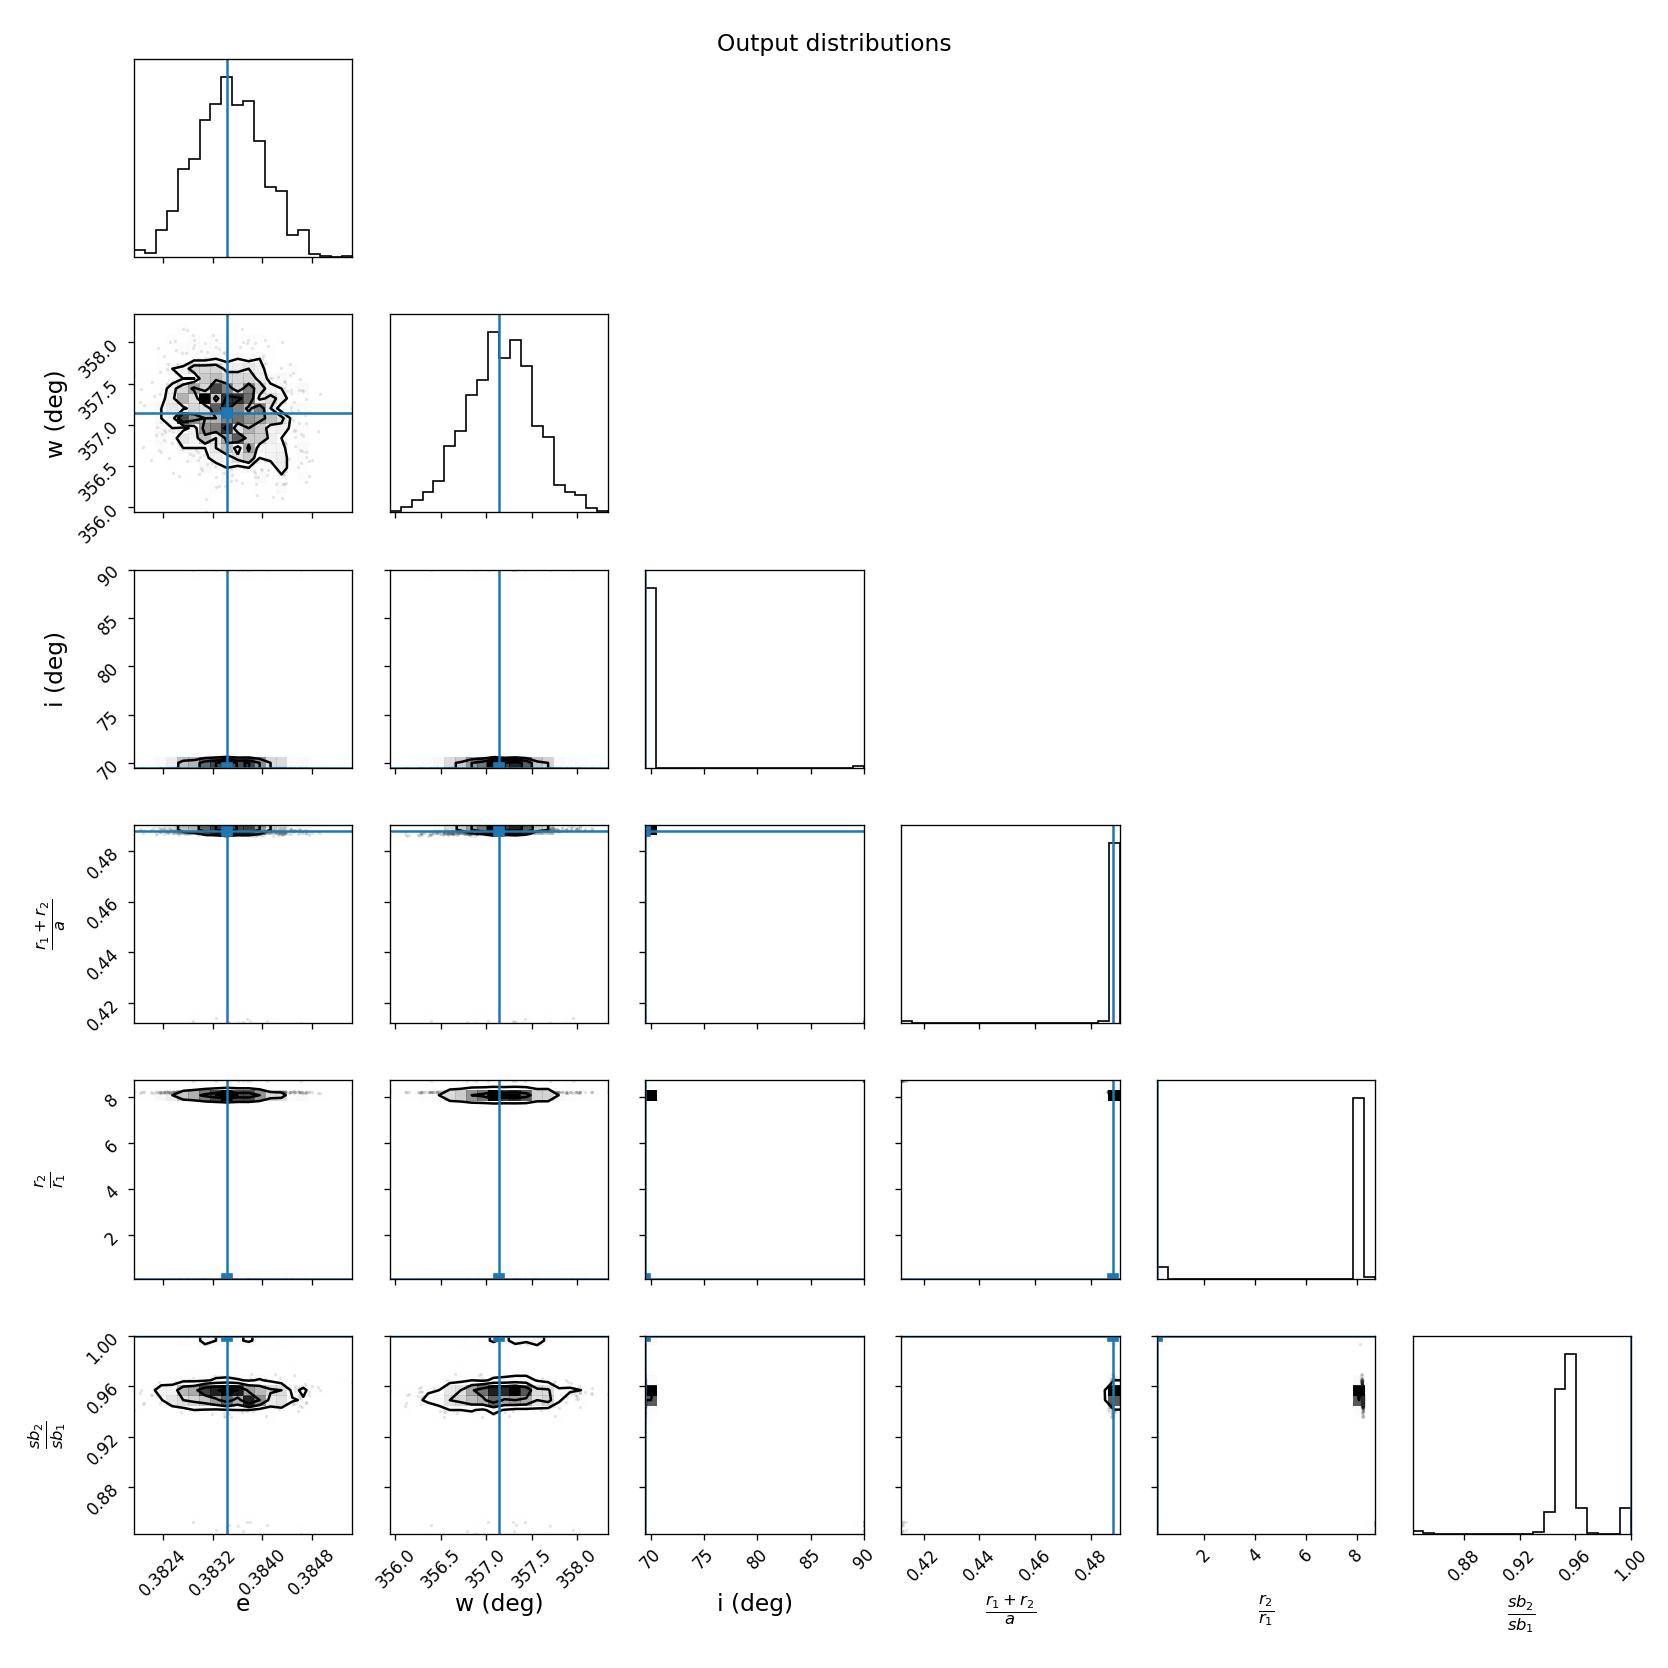 Output distributions
w (deg)
358.0
357.5
357.0
356.5
356.0
i (deg)
90
85
80
75
70
r₁ + r₂
a
0.48
0.46
0.44
0.42
r₂
r₁
8
6
4
2
sb₂
sb₁
1.00
0.96
0.92
0.88
0.3824 0.3832 0.3840 0.3848 356.0 356.5 357.0 357.5 358.0 70 75 80 85 90 0.42 0.44 0.46 0.48 2 4 6 8 0.88 0.92 0.96 1.00
e w (deg) i (deg)
r₁ + r₂
a
r₂
r₁
sb₂
sb₁